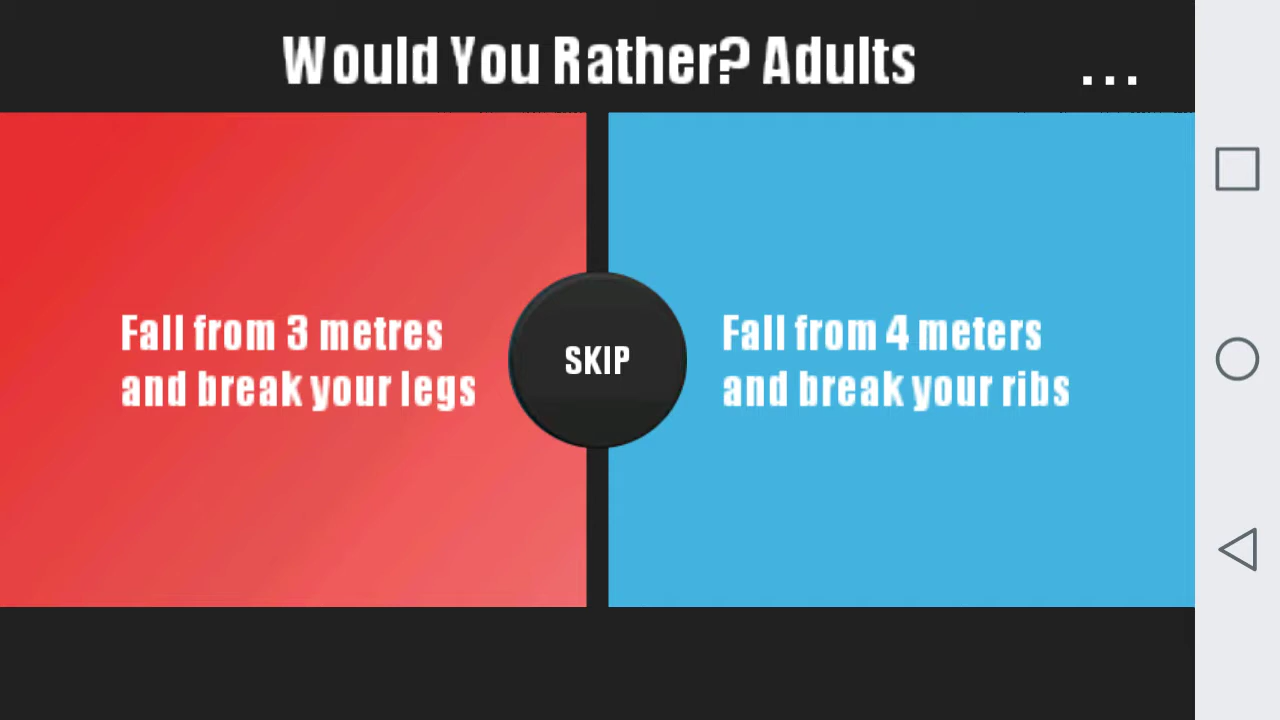 Would You Rather? Adults
...
Fall from 3 metres
and break your legs
SKIP
Fall from 4 meters
and break your ribs